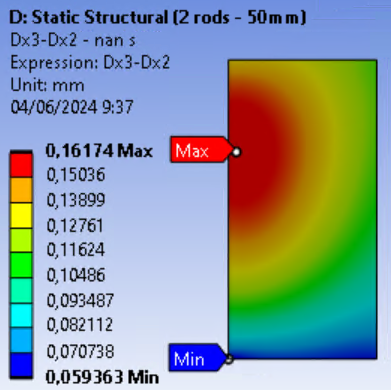 D: Static Structural (2 rods - 50mm)
Dx3-Dx2 - nan s
Expression: Dx3-Dx2
Unit: mm
04/06/2024 9:37
0,16174 Max
0,15036
0,13899
0,12761
0,11624
0,10486
0,093487
0,082112
0,070738
0,059363 Min
Max
Min